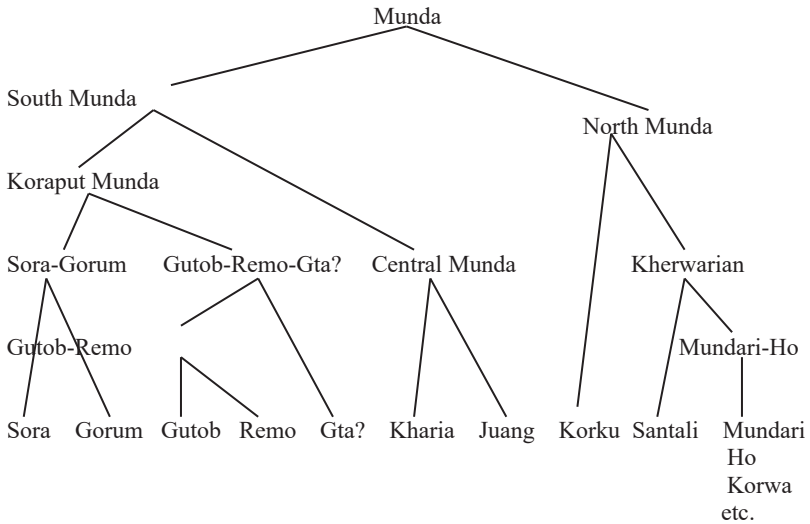 Munda
South Munda
North Munda
Koraput Munda
Sora-Gorum Gutob-Remo-Gta? Central Munda Kherwarian
Gutob-Remo Mundari-Ho
Sora Gorum Gutob Remo Gta? Kharia Juang Korku Santali Mundari
Ho
Korwa
etc.